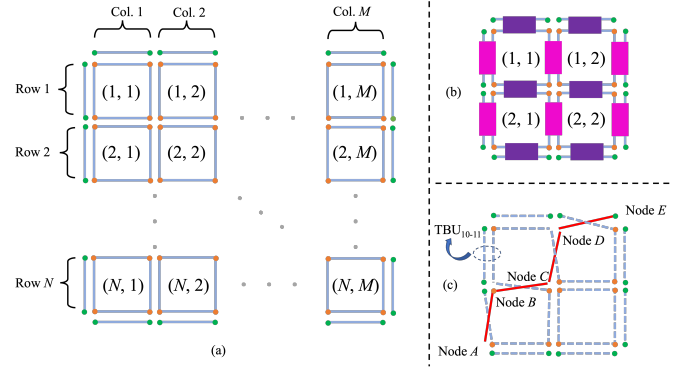 Col. 1 Col. 2 Col. M
Row 1 (1, 1) (1, 2) (1, M)
Row 2 (2, 1) (2, 2) (2, M)
Row N (N, 1) (N, 2) (N, M)
(a)
(1, 1) (1, 2)
(b)
(2, 1) (2, 2)
Node E
TBU10-11
Node D
Node C
(c)
Node B
Node A